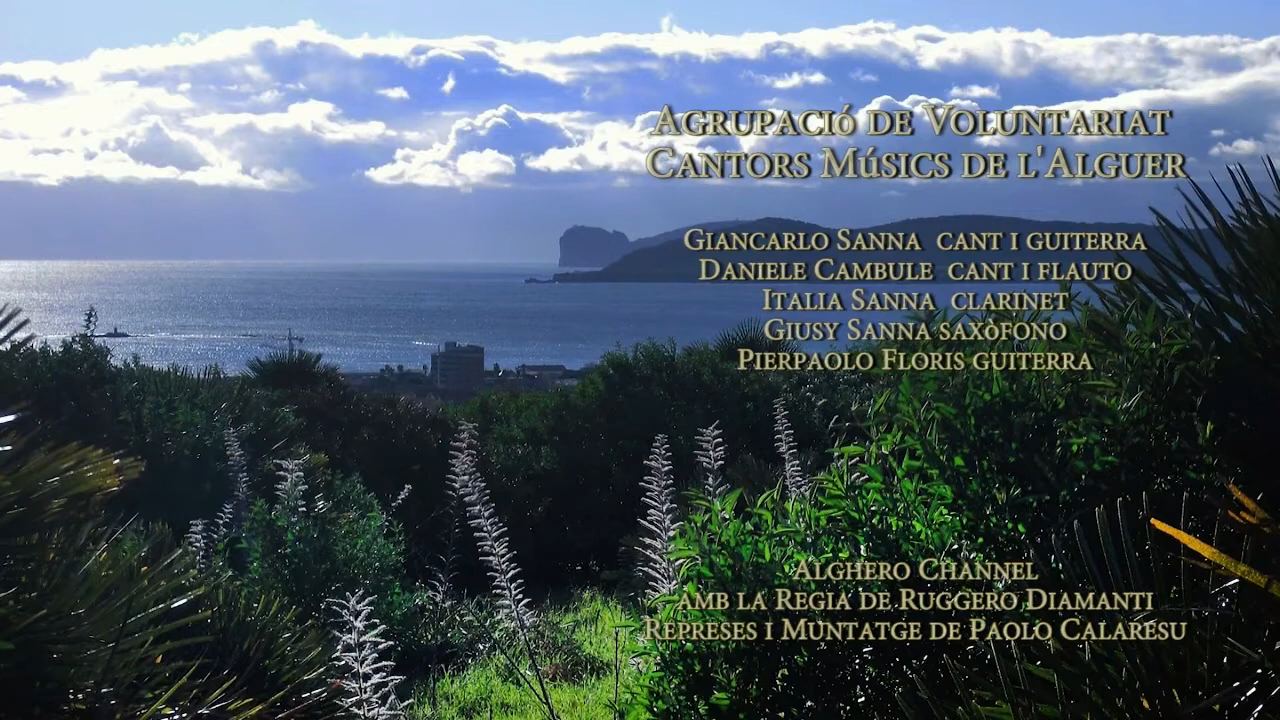 Agrupació de Voluntariat
Cantors Músics de l'Alguer
Giancarlo Sanna cant i guiterra
Daniele Cambule cant i flauto
Italia Sanna clarinet
Giusy Sanna saxòfono
Pierpaolo Floris guiterra
Alghero Channel
amb la Regia de Ruggero Diamanti
Represes i Muntatge de Paolo Calaresu